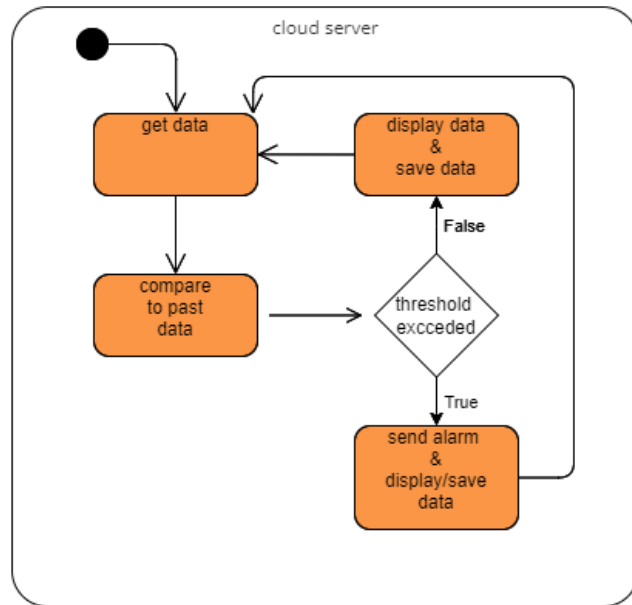 cloud server
get data
display data
&
save data
False
compare
to past
data
threshold
excceded
True
send alarm
&
display/save
data